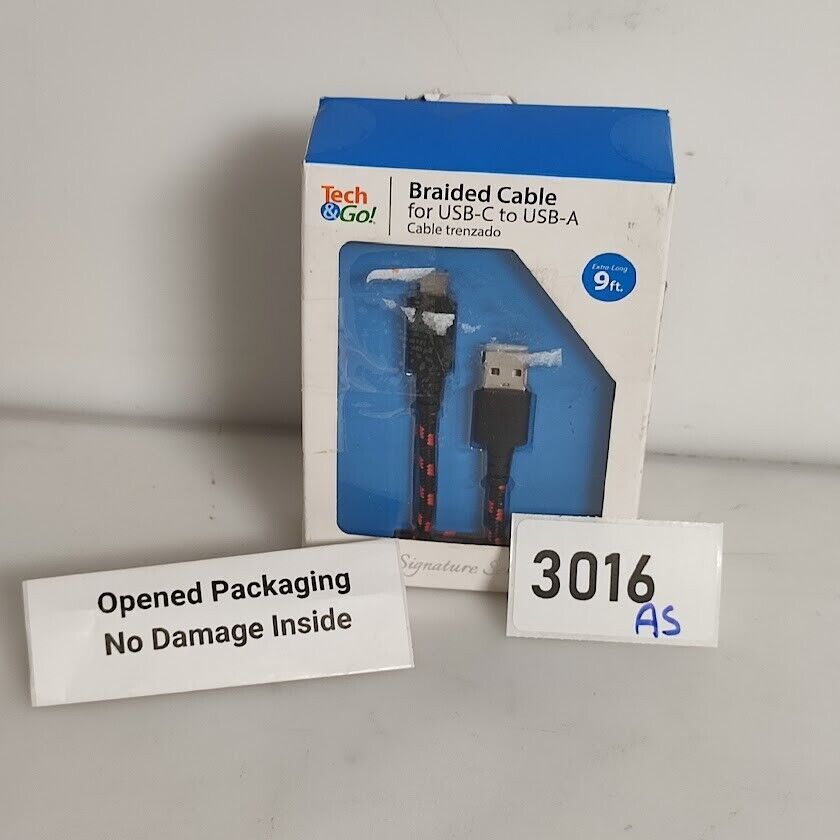 Tech
&Go!
Braided Cable
for USB-C to USB-A
Cable trenzado
Extra-Long
9ft.
Signature
Opened Packaging
No Damage Inside
3016
AS